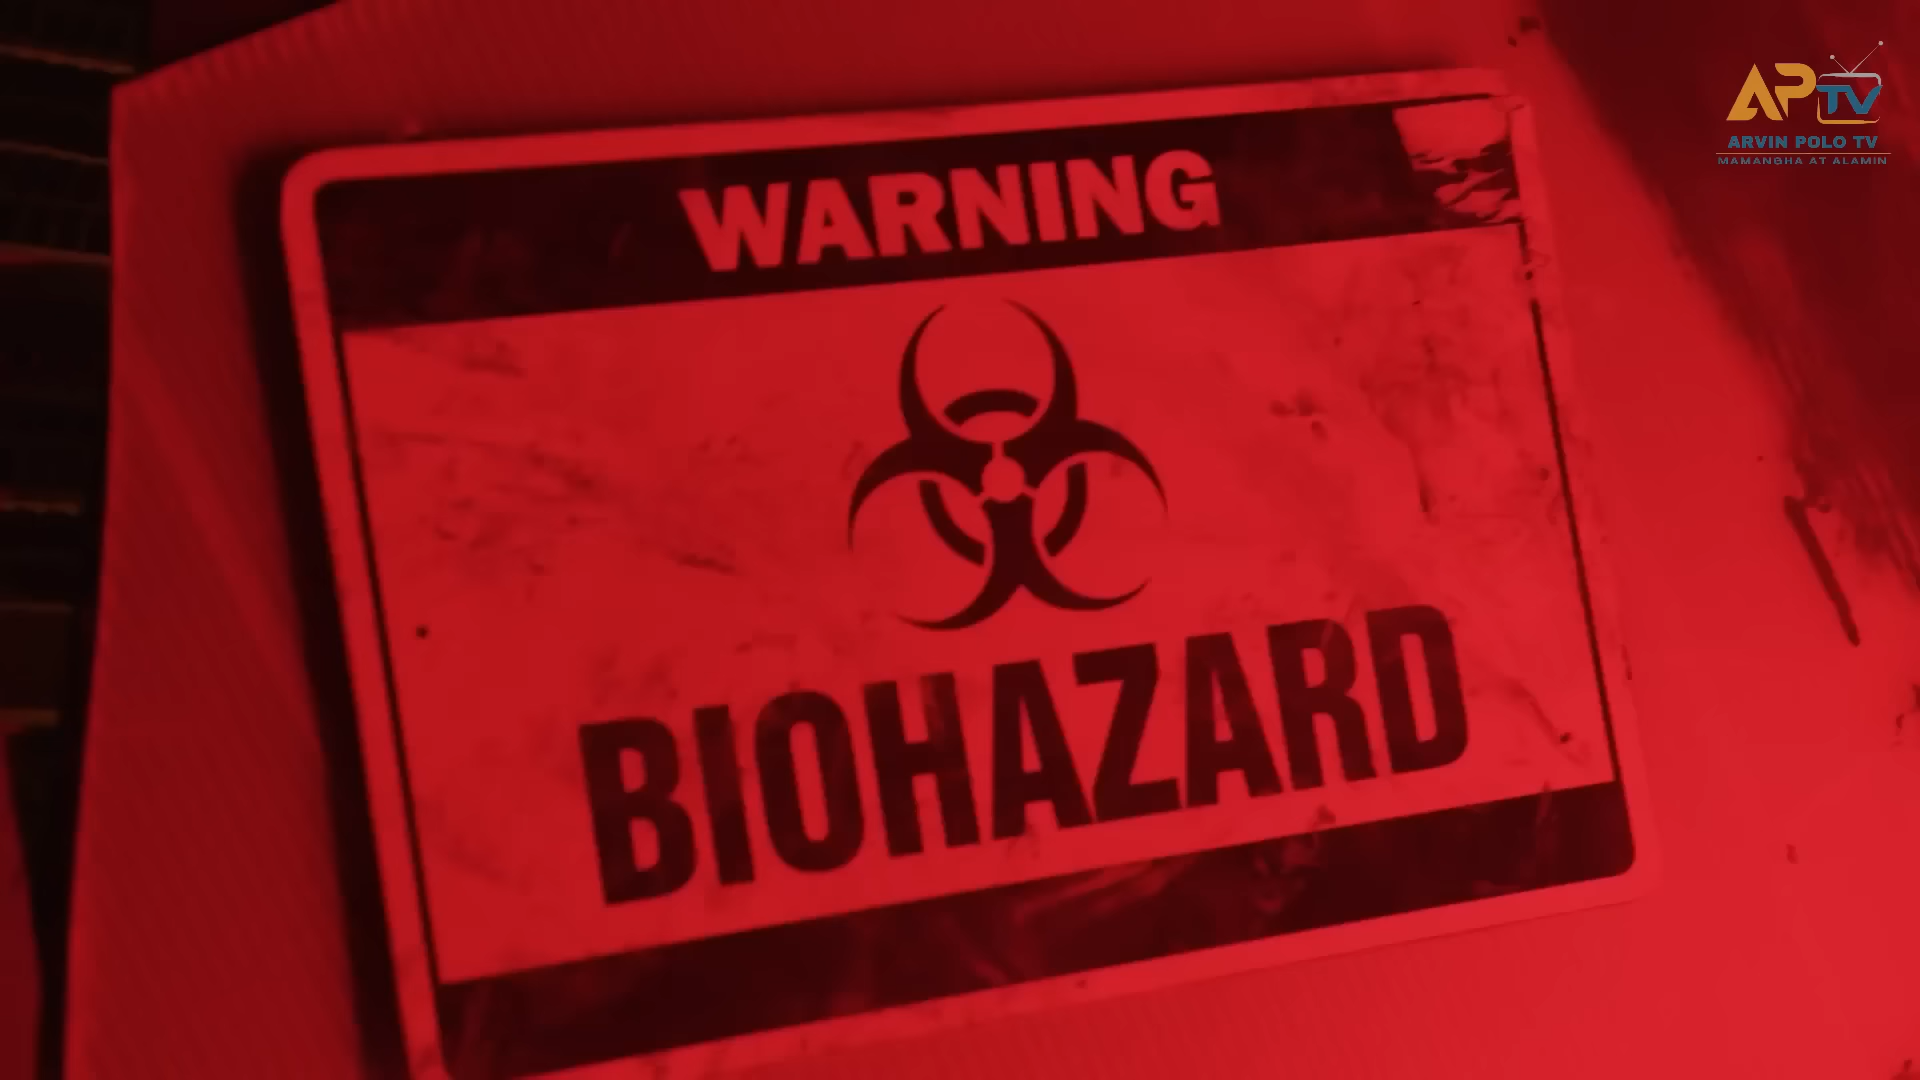 WARNING
BIOHAZARD
APTV
ARVIN POLO TV
MAMANGHA AT ALAMIN